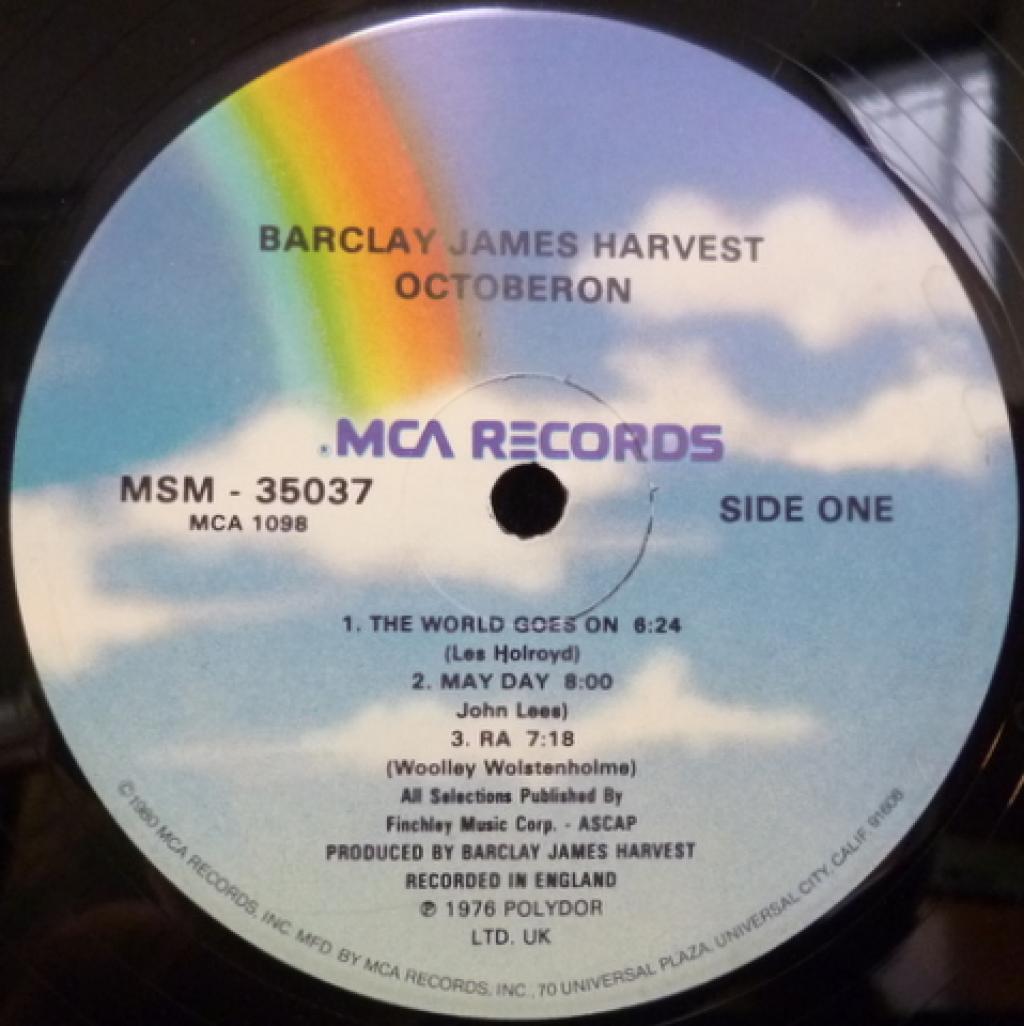 BARCLAY JAMES HARVEST
OCTOBERON
MCA RECORDS
MSM - 35037
MCA 1098
SIDE ONE
1. THE WORLD GOES ON 6:24
(Les Holroyd)
2. MAY DAY 8:00
John Lees)
3. RA 7:18
(Woolley Wolstenholme)
All Selections Published By
Finchley Music Corp. - ASCAP
PRODUCED BY BARCLAY JAMES HARVEST
RECORDED IN ENGLAND
℗ 1976 POLYDOR
LTD. UK
©1980 MCA RECORDS, INC. MFD. BY MCA RECORDS, INC., 70 UNIVERSAL PLAZA. UNIVERSAL CITY, CALIF. 91608